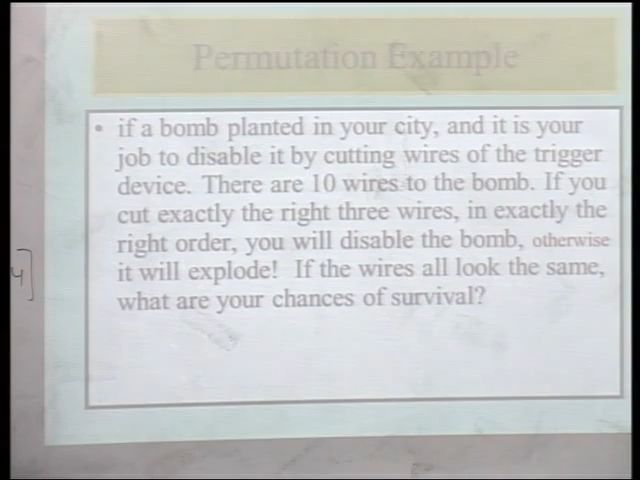 Permutation Example
• if a bomb planted in your city, and it is your
job to disable it by cutting wires of the trigger
device. There are 10 wires to the bomb. If you
cut exactly the right three wires, in exactly the
right order, you will disable the bomb, otherwise
it will explode! If the wires all look the same,
what are your chances of survival?
4]